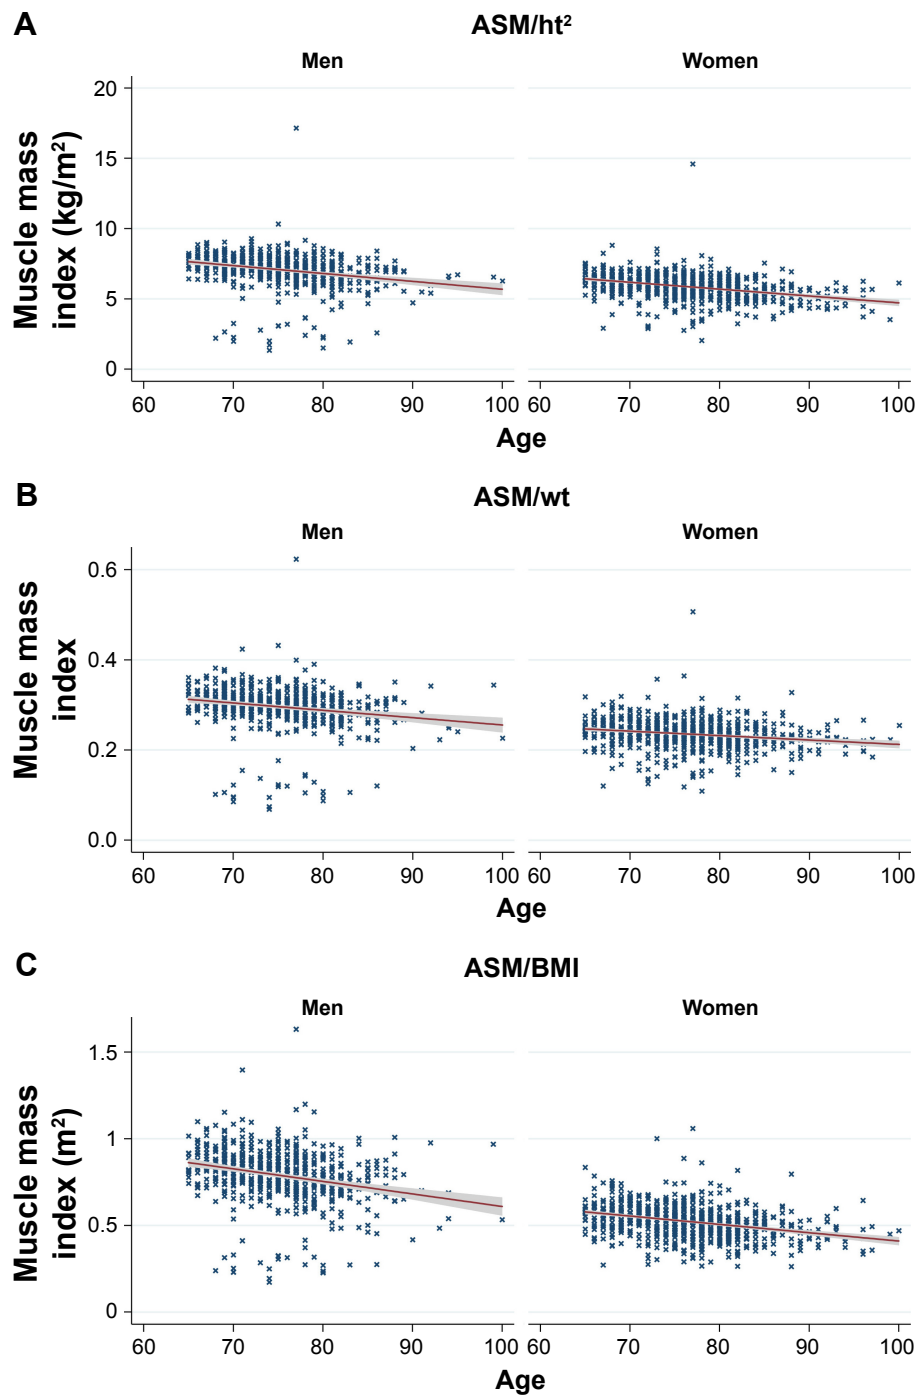 A
ASM/ht²
Men
Women
Muscle mass
index (kg/m²)
20
15
10
5
0
60 70 80 90 100 60 70 80 90 100
Age
B
ASM/wt
Men
Women
Muscle mass
index
0.6
0.4
0.2
0.0
60 70 80 90 100 60 70 80 90 100
Age
C
ASM/BMI
Men
Women
Muscle mass
index (m²)
1.5
1
0.5
0
60 70 80 90 100 60 70 80 90 100
Age